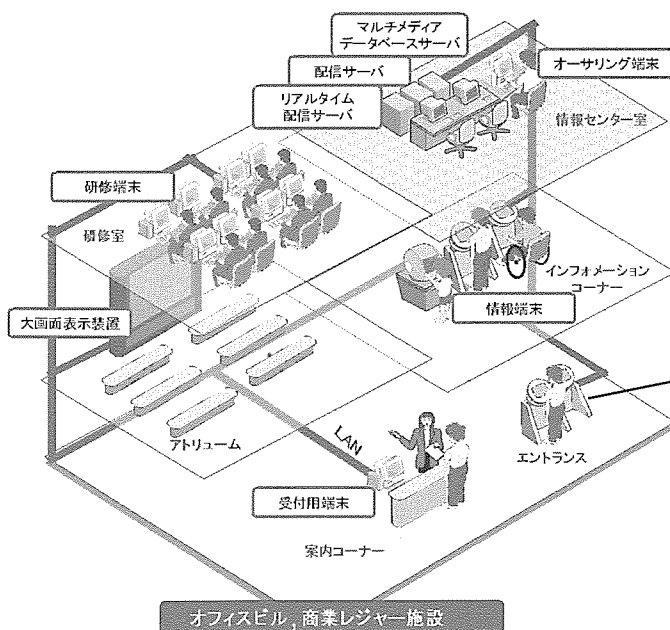 マルチメディア
データベースサーバ
配信サーバ
リアルタイム
配信サーバ
オーサリング端末
情報センター室
研修端末
研修室
インフォメーション
コーナー
大画面表示装置
情報端末
アトリューム
LAN
エントランス
受付用端末
案内コーナー
オフィスビル,商業レジャー施設